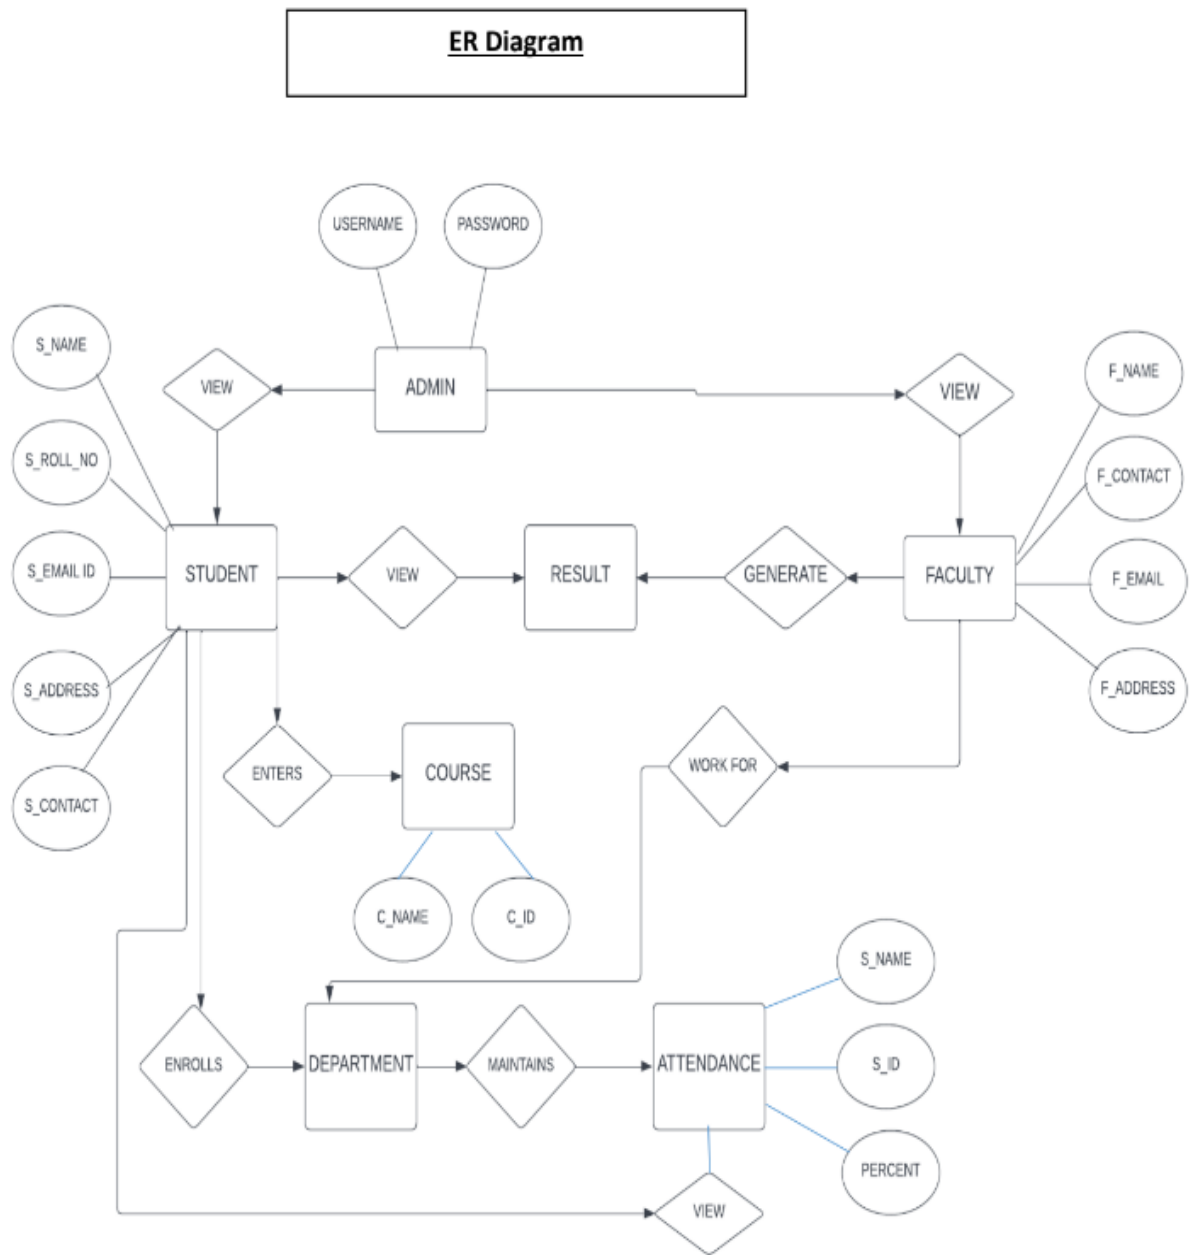 ER Diagram
USERNAME
PASSWORD
S_NAME
VIEW
ADMIN
VIEW
F_NAME
S_ROLL_NO
F_CONTACT
S_EMAIL ID
STUDENT
VIEW
RESULT
GENERATE
FACULTY
F_EMAIL
S_ADDRESS
F_ADDRESS
ENTERS
COURSE
WORK FOR
S_CONTACT
C_NAME
C_ID
S_NAME
ENROLLS
DEPARTMENT
MAINTAINS
ATTENDANCE
S_ID
PERCENT
VIEW